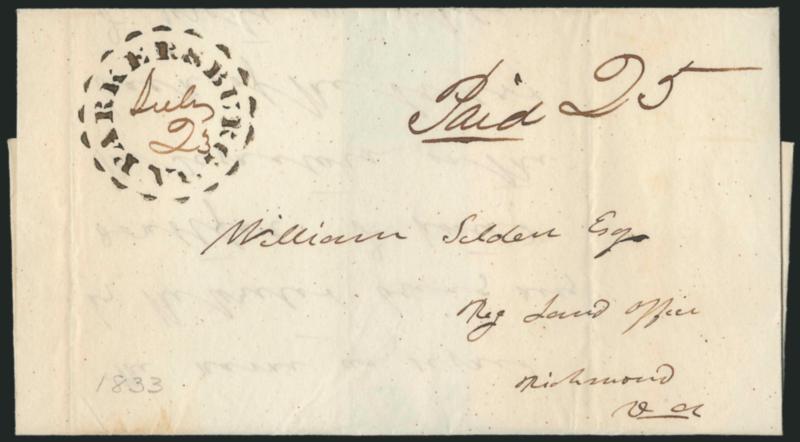 PARKERSBURG VA
July
23
Paid 25
William Selden Esq
Reg Land Office
Richmond
Va
1833